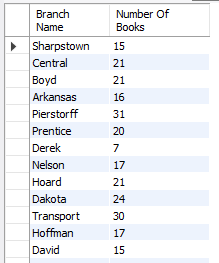 Branch Name Number Of Books
Sharpstown 15
Central 21
Boyd 21
Arkansas 16
Pierstorff 31
Prentice 20
Derek 7
Nelson 17
Hoard 21
Dakota 24
Transport 30
Hoffman 17
David 15